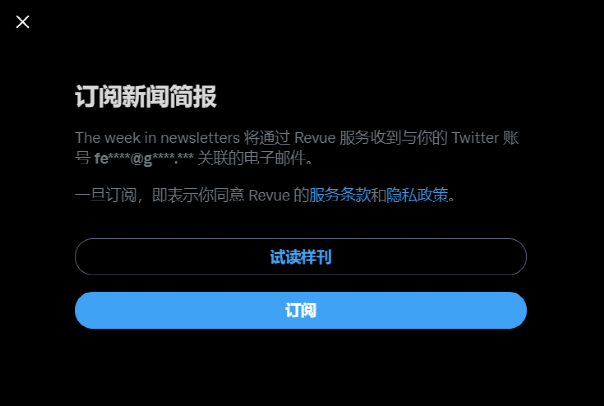 订阅新闻简报
The week in newsletters 将通过 Revue 服务收到与你的 Twitter 账
号 fe****@g****.*** 关联的电子邮件。
一旦订阅，即表示你同意 Revue 的服务条款和隐私政策。
试读样刊
订阅